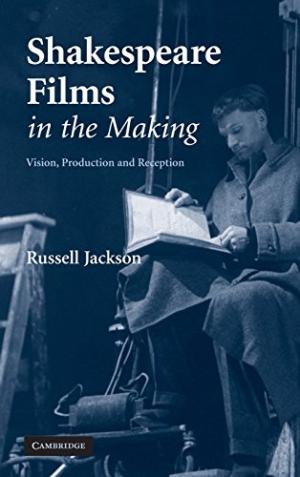 Shakespeare
Films
in the Making
Vision, Production and Reception
Russell Jackson
CAMBRIDGE